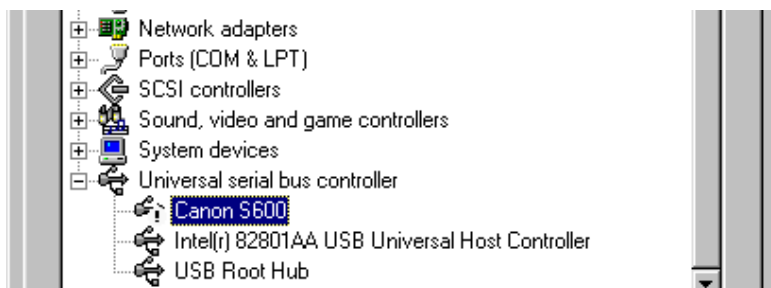 Network adapters
Ports (COM & LPT)
SCSI controllers
Sound, video and game controllers
System devices
Universal serial bus controller
Canon S600
Intel(r) 82801AA USB Universal Host Controller
USB Root Hub